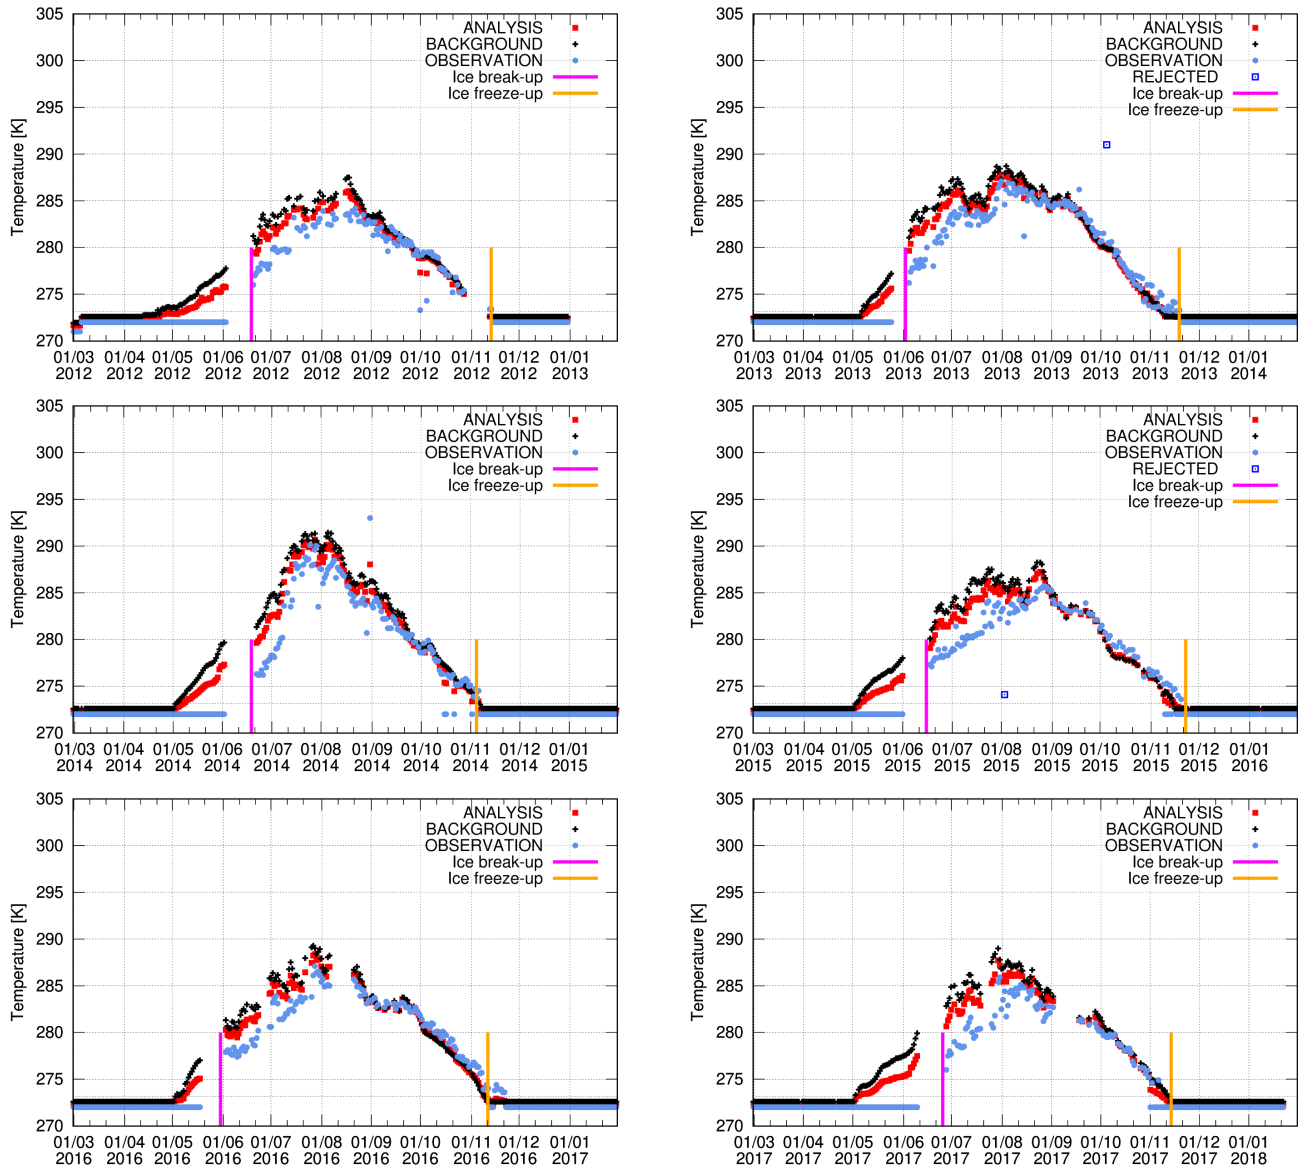 305
300
295
290
285
280
275
270
Temperature [K]
ANALYSIS
BACKGROUND
OBSERVATION
Ice break-up
Ice freeze-up
01/03 01/04 01/05 01/06 01/07 01/08 01/09 01/10 01/11 01/12 01/01
2012 2012 2012 2012 2012 2012 2012 2012 2012 2012 2013
305
300
295
290
285
280
275
270
Temperature [K]
ANALYSIS
BACKGROUND
OBSERVATION
REJECTED
Ice break-up
Ice freeze-up
01/03 01/04 01/05 01/06 01/07 01/08 01/09 01/10 01/11 01/12 01/01
2013 2013 2013 2013 2013 2013 2013 2013 2013 2013 2014
305
300
295
290
285
280
275
270
Temperature [K]
ANALYSIS
BACKGROUND
OBSERVATION
Ice break-up
Ice freeze-up
01/03 01/04 01/05 01/06 01/07 01/08 01/09 01/10 01/11 01/12 01/01
2014 2014 2014 2014 2014 2014 2014 2014 2014 2014 2015
305
300
295
290
285
280
275
270
Temperature [K]
ANALYSIS
BACKGROUND
OBSERVATION
REJECTED
Ice break-up
Ice freeze-up
01/03 01/04 01/05 01/06 01/07 01/08 01/09 01/10 01/11 01/12 01/01
2015 2015 2015 2015 2015 2015 2015 2015 2015 2015 2016
305
300
295
290
285
280
275
270
Temperature [K]
ANALYSIS
BACKGROUND
OBSERVATION
Ice break-up
Ice freeze-up
01/03 01/04 01/05 01/06 01/07 01/08 01/09 01/10 01/11 01/12 01/01
2016 2016 2016 2016 2016 2016 2016 2016 2016 2016 2017
305
300
295
290
285
280
275
270
Temperature [K]
ANALYSIS
BACKGROUND
OBSERVATION
Ice break-up
Ice freeze-up
01/03 01/04 01/05 01/06 01/07 01/08 01/09 01/10 01/11 01/12 01/01
2017 2017 2017 2017 2017 2017 2017 2017 2017 2017 2018